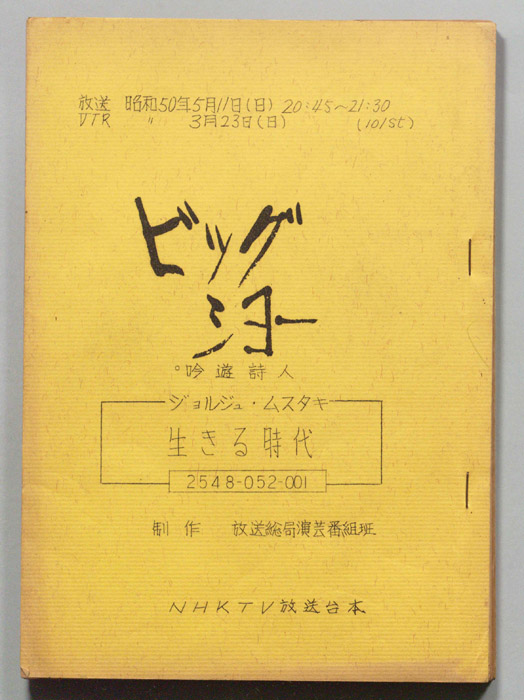 放送 昭和50年5月11日(日) 20:45~21:30
VTR 〃 3月23日(日) (101St)
ビッグ
ショー
°吟遊詩人
ジョルジュ・ムスタキ
生きる時代
2548-052-001
制作 放送総局演芸番組班
NHKTV放送台本